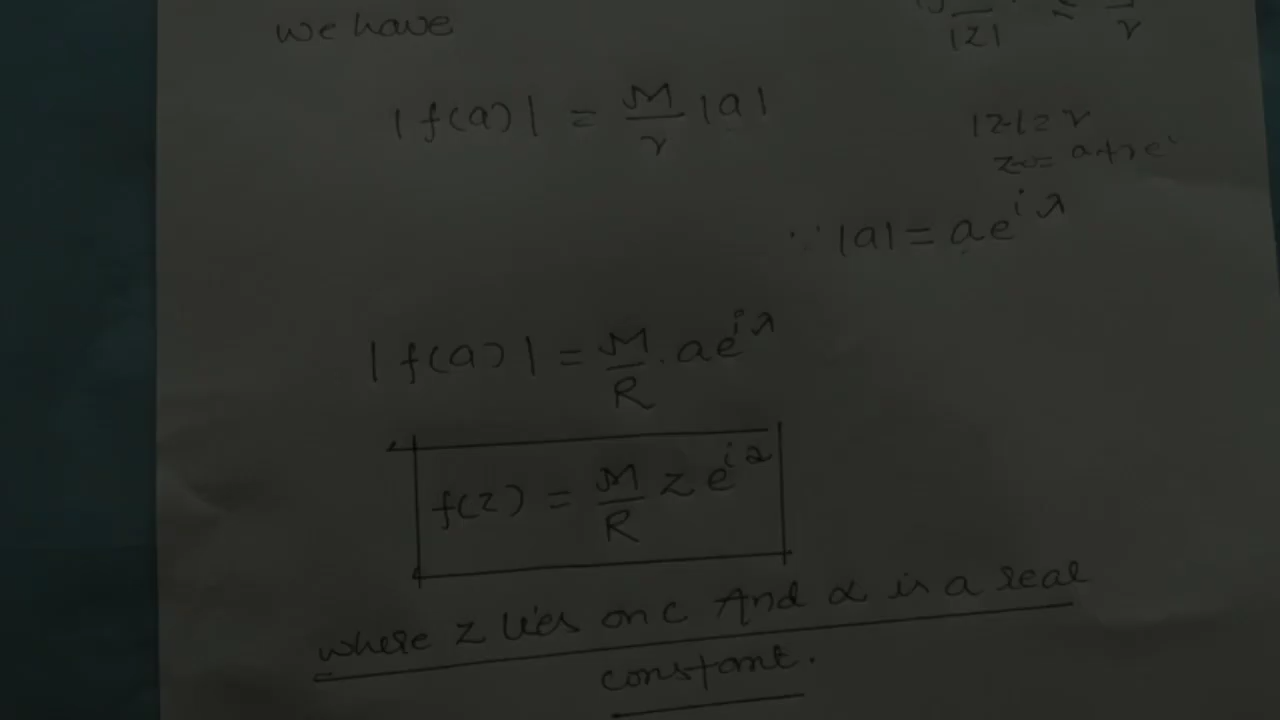 we have
|z| = r
|f(a)| = M/r |a|
|z| = r
∵ |a| = ae^{iλ}
|f(a)| = M/R . ae^{iλ}
f(z) = M/R z e^{iα}
where z lies on c And α is a real
constant.